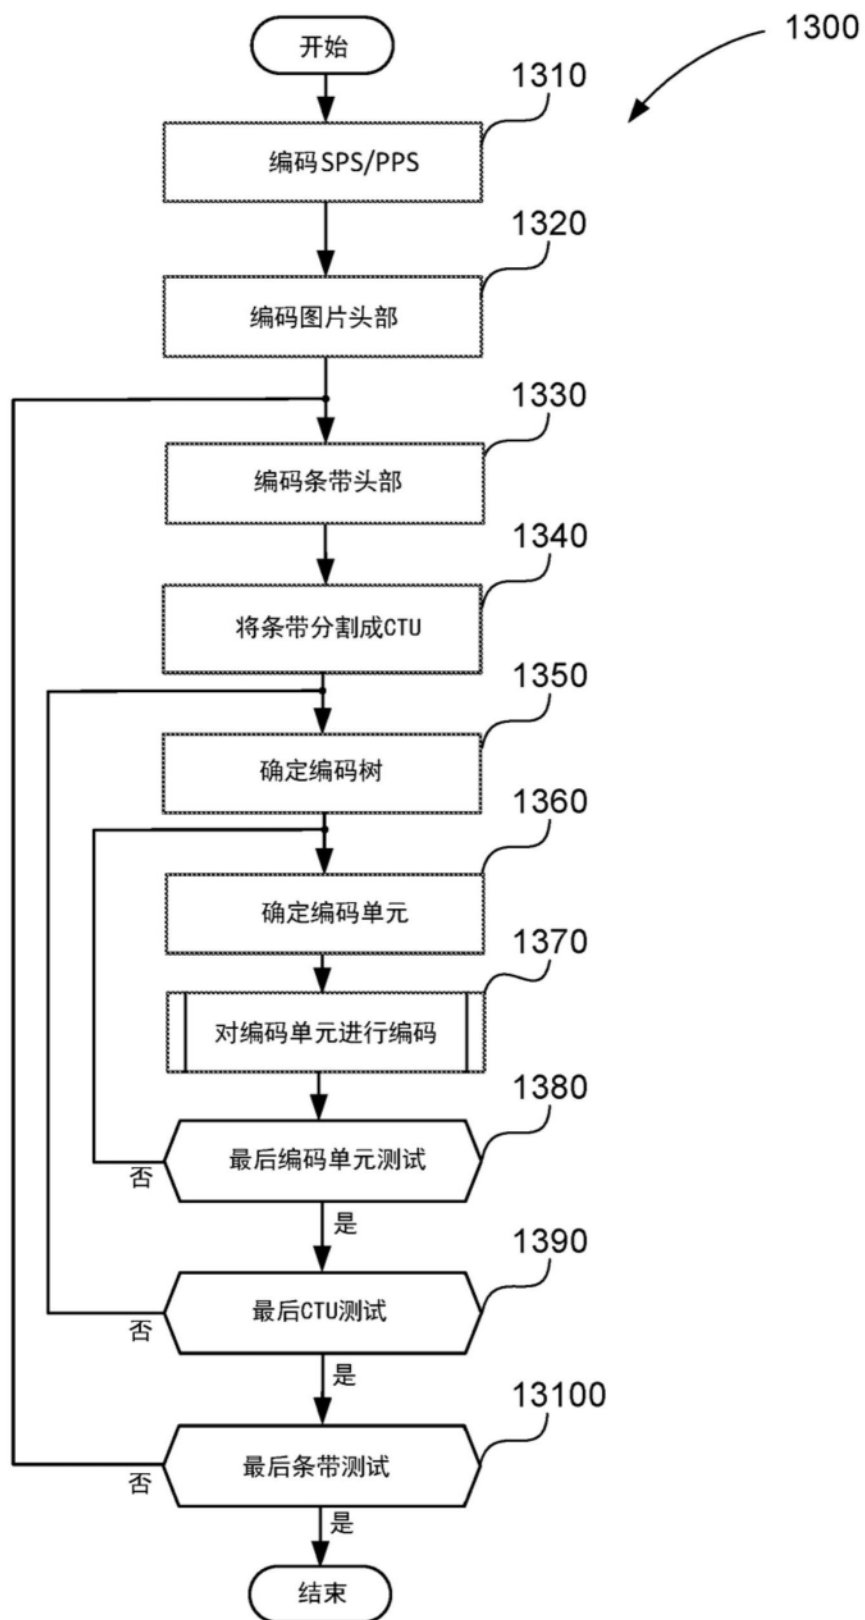 1300
开始
1310
编码SPS/PPS
1320
编码图片头部
1330
编码条带头部
1340
将条带分割成CTU
1350
确定编码树
1360
确定编码单元
1370
对编码单元进行编码
1380
最后编码单元测试
否
是
1390
最后CTU测试
否
是
13100
最后条带测试
否
是
结束